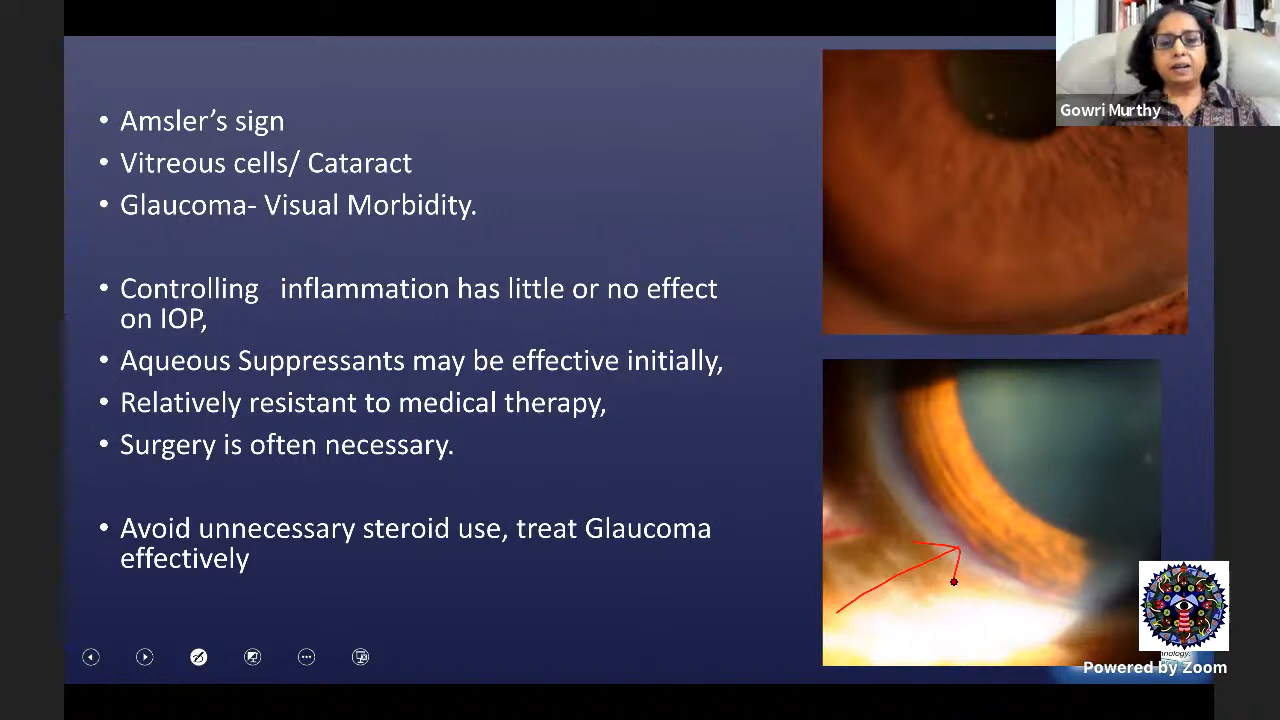 Gowri Murthy
• Amsler’s sign
• Vitreous cells/ Cataract
• Glaucoma- Visual Morbidity.
• Controlling   inflammation has little or no effect
on IOP,
• Aqueous Suppressants may be effective initially,
• Relatively resistant to medical therapy,
• Surgery is often necessary.
• Avoid unnecessary steroid use, treat Glaucoma
effectively
Powered by Zoom